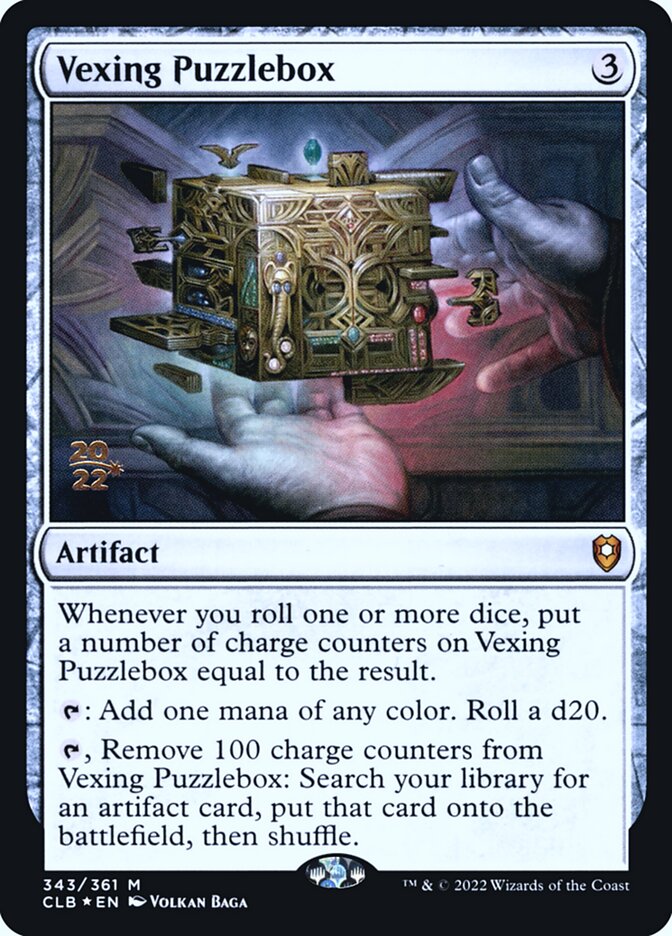 Vexing Puzzlebox 3
20
22
Artifact
Whenever you roll one or more dice, put
a number of charge counters on Vexing
Puzzlebox equal to the result.
: Add one mana of any color. Roll a d20.
, Remove 100 charge counters from
Vexing Puzzlebox: Search your library for
an artifact card, put that card onto the
battlefield, then shuffle.
343/361 M
CLB★EN Volkan Baga
™ & © 2022 Wizards of the Coast